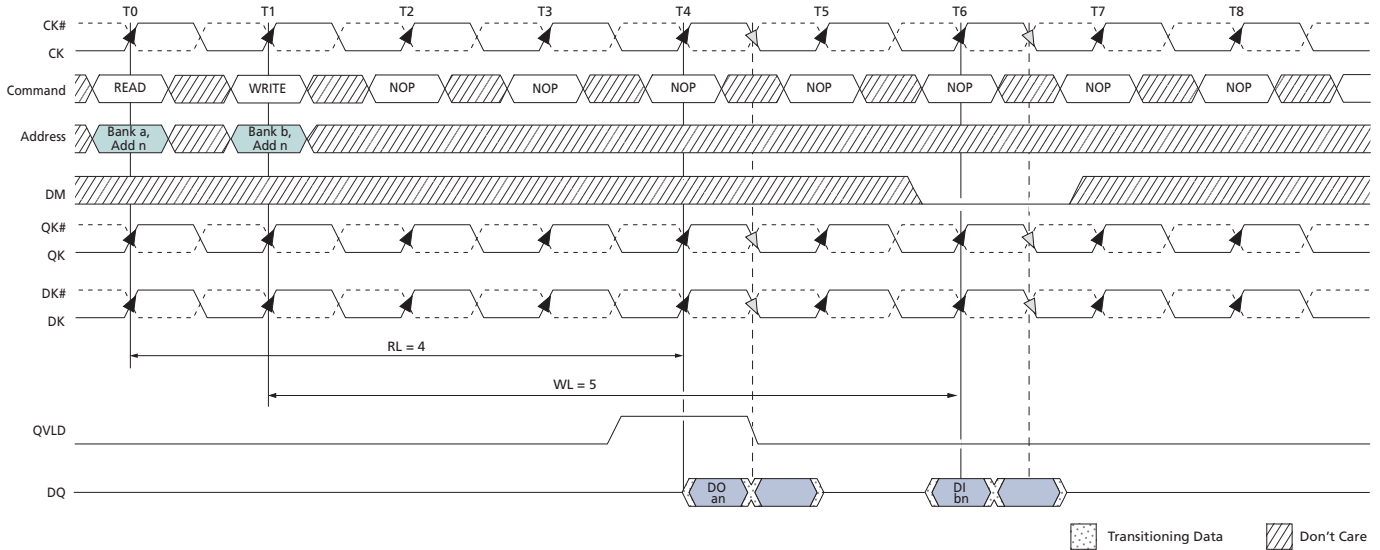 T0 T1 T2 T3 T4 T5 T6 T7 T8
CK#
CK
Command READ WRITE NOP NOP NOP NOP NOP NOP NOP
Address Bank a, Add n Bank b, Add n
DM
QK#
QK
DK#
DK
RL = 4
WL = 5
QVLD
DQ DO an DI bn
Transitioning Data Don't Care